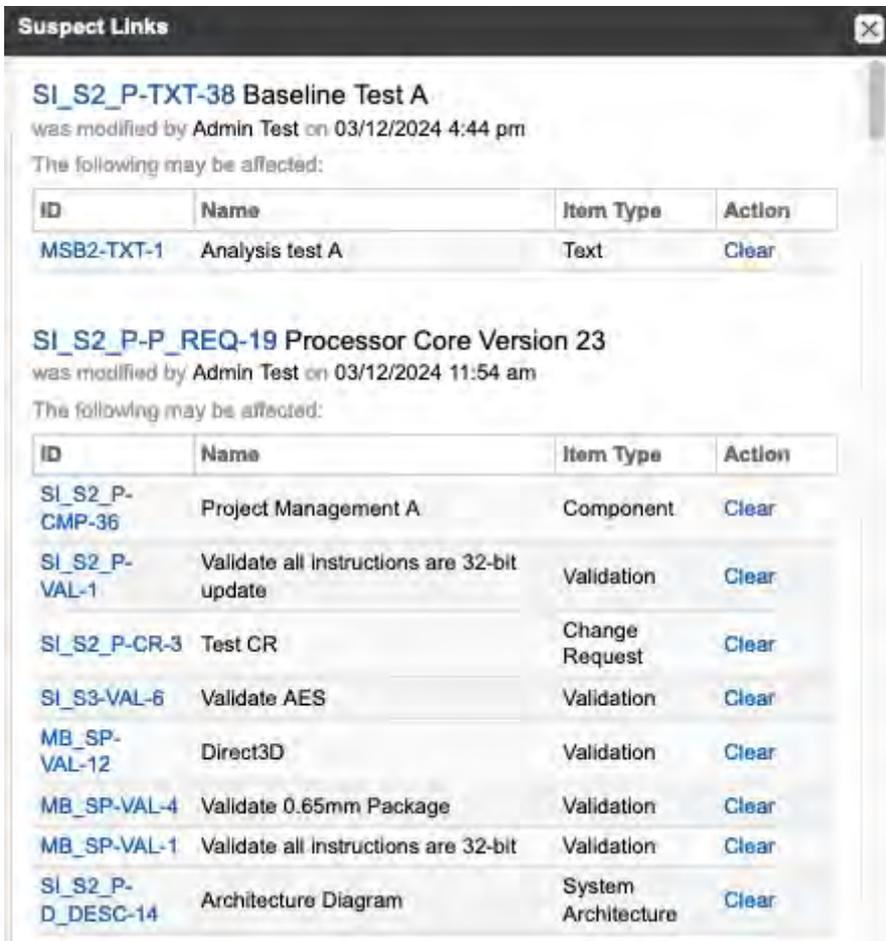 Suspect Links
SI_S2_P-TXT-38 Baseline Test A
was modified by Admin Test on 03/12/2024 4:44 pm
The following may be affected:
ID Name Item Type Action
MSB2-TXT-1 Analysis test A Text Clear
SI_S2_P-P_REQ-19 Processor Core Version 23
was modified by Admin Test on 03/12/2024 11:54 am
The following may be affected:
ID Name Item Type Action
SI_S2_P-
CMP-36 Project Management A Component Clear
SI_S2_P-
VAL-1 Validate all instructions are 32-bit
update Validation Clear
SI_S2_P-CR-3 Test CR Change
Request Clear
SI_S3-VAL-6 Validate AES Validation Clear
MB_SP-
VAL-12 Direct3D Validation Clear
MB_SP-VAL-4 Validate 0.65mm Package Validation Clear
MB_SP-VAL-1 Validate all instructions are 32-bit Validation Clear
SI_S2_P-
D_DESC-14 Architecture Diagram System
Architecture Clear